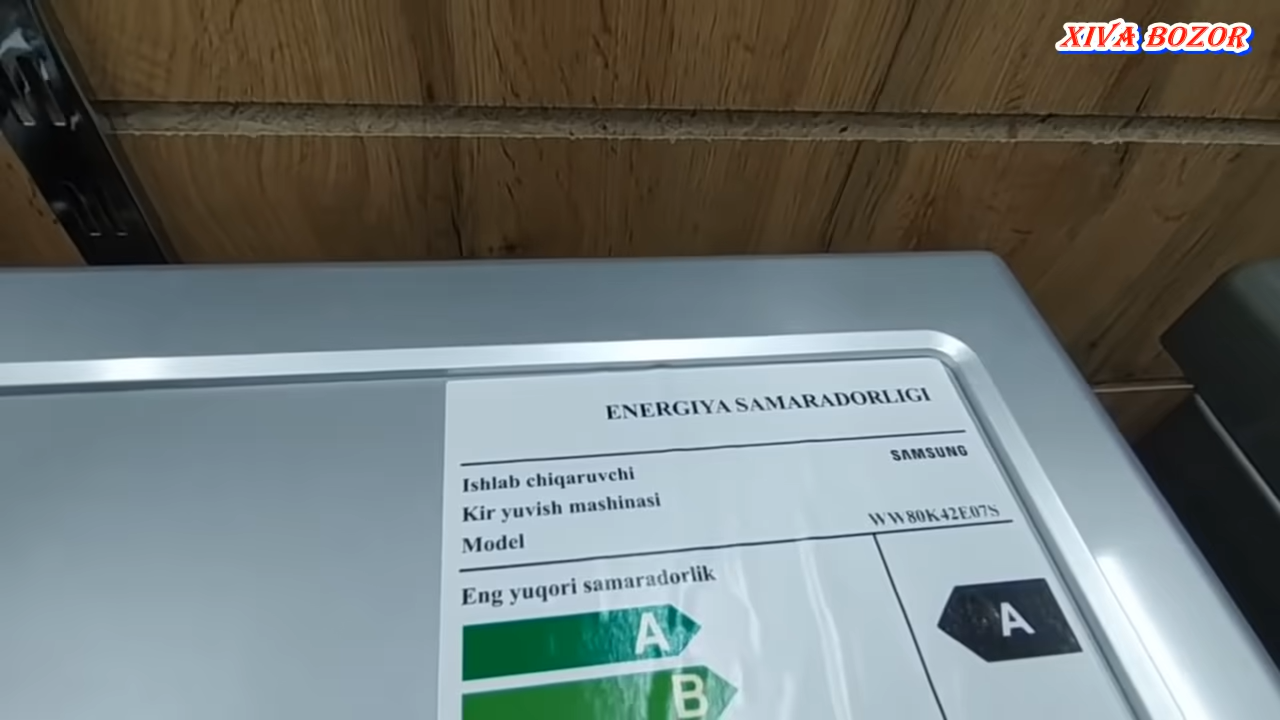 XIVA BOZOR
ENERGIYA SAMARADORLIGI
Ishlab chiqaruvchi SAMSUNG
Kir yuvish mashinasi
Model WW80K42E07S
Eng yuqori samaradorlik
A A
B